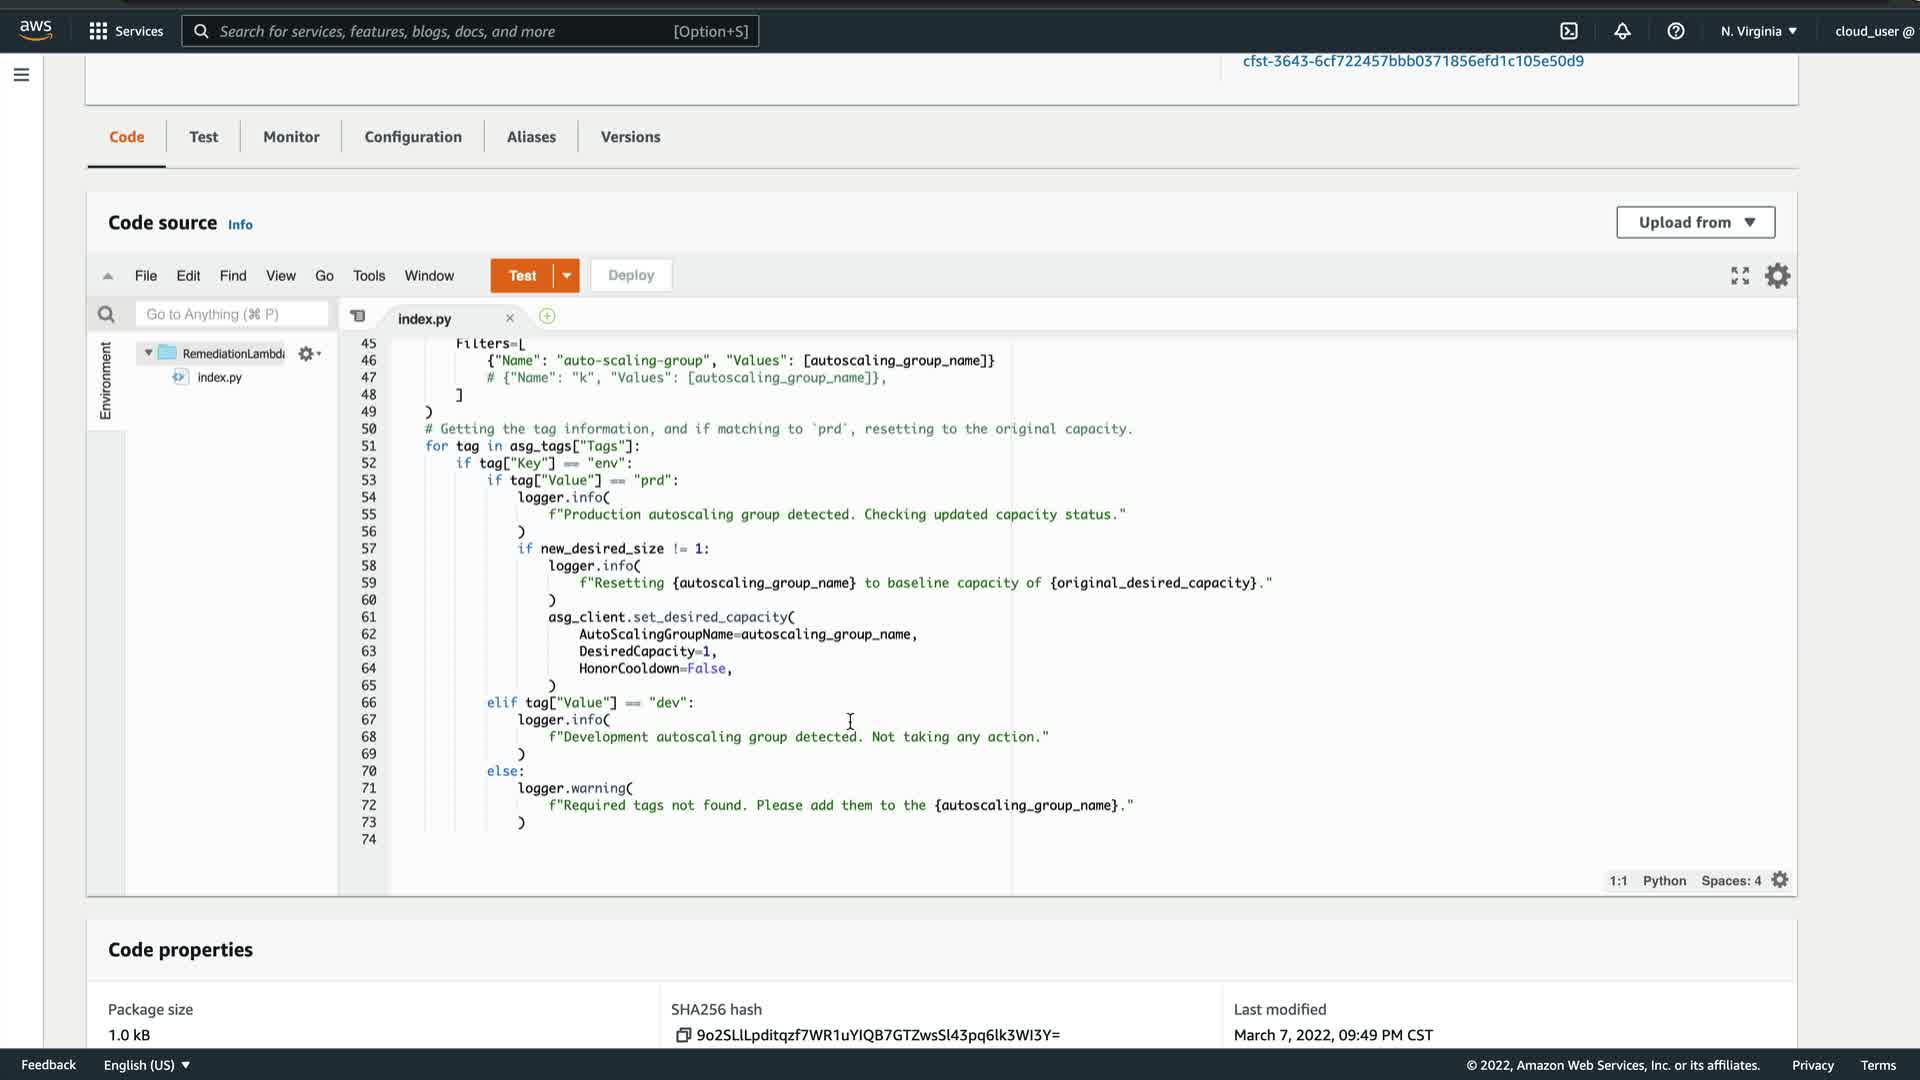 aws
Services
Search for services, features, blogs, docs, and more [Option+S]
N. Virginia ▼
cloud_user @
cfst-3643-6cf722457bbb0371856efd1c105e50d9
Code
Test
Monitor
Configuration
Aliases
Versions
Code source Info
Upload from ▼
File Edit Find View Go Tools Window
Test
Deploy
Go to Anything (⌘ P)
index.py
Environment
RemediationLambda
index.py
45 Filters=[
46 {"Name": "auto-scaling-group", "Values": [autoscaling_group_name]}
47 # {"Name": "k", "Values": [autoscaling_group_name]},
48 ]
49 )
50 # Getting the tag information, and if matching to `prd`, resetting to the original capacity.
51 for tag in asg_tags["Tags"]:
52 if tag["Key"] == "env":
53 if tag["Value"] == "prd":
54 logger.info(
55 f"Production autoscaling group detected. Checking updated capacity status."
56 )
57 if new_desired_size != 1:
58 logger.info(
59 f"Resetting {autoscaling_group_name} to baseline capacity of {original_desired_capacity}."
60 )
61 asg_client.set_desired_capacity(
62 AutoScalingGroupName=autoscaling_group_name,
63 DesiredCapacity=1,
64 HonorCooldown=False,
65 )
66 elif tag["Value"] == "dev":
67 logger.info(
68 f"Development autoscaling group detected. Not taking any action."
69 )
70 else:
71 logger.warning(
72 f"Required tags not found. Please add them to the {autoscaling_group_name}."
73 )
74
1:1 Python Spaces: 4
Code properties
Package size
1.0 kB
SHA256 hash
9o2SLlLpditqzf7WR1uYIQB7GTZwsSl43pq6lk3WI3Y=
Last modified
March 7, 2022, 09:49 PM CST
Feedback
English (US) ▼
© 2022, Amazon Web Services, Inc. or its affiliates.
Privacy
Terms